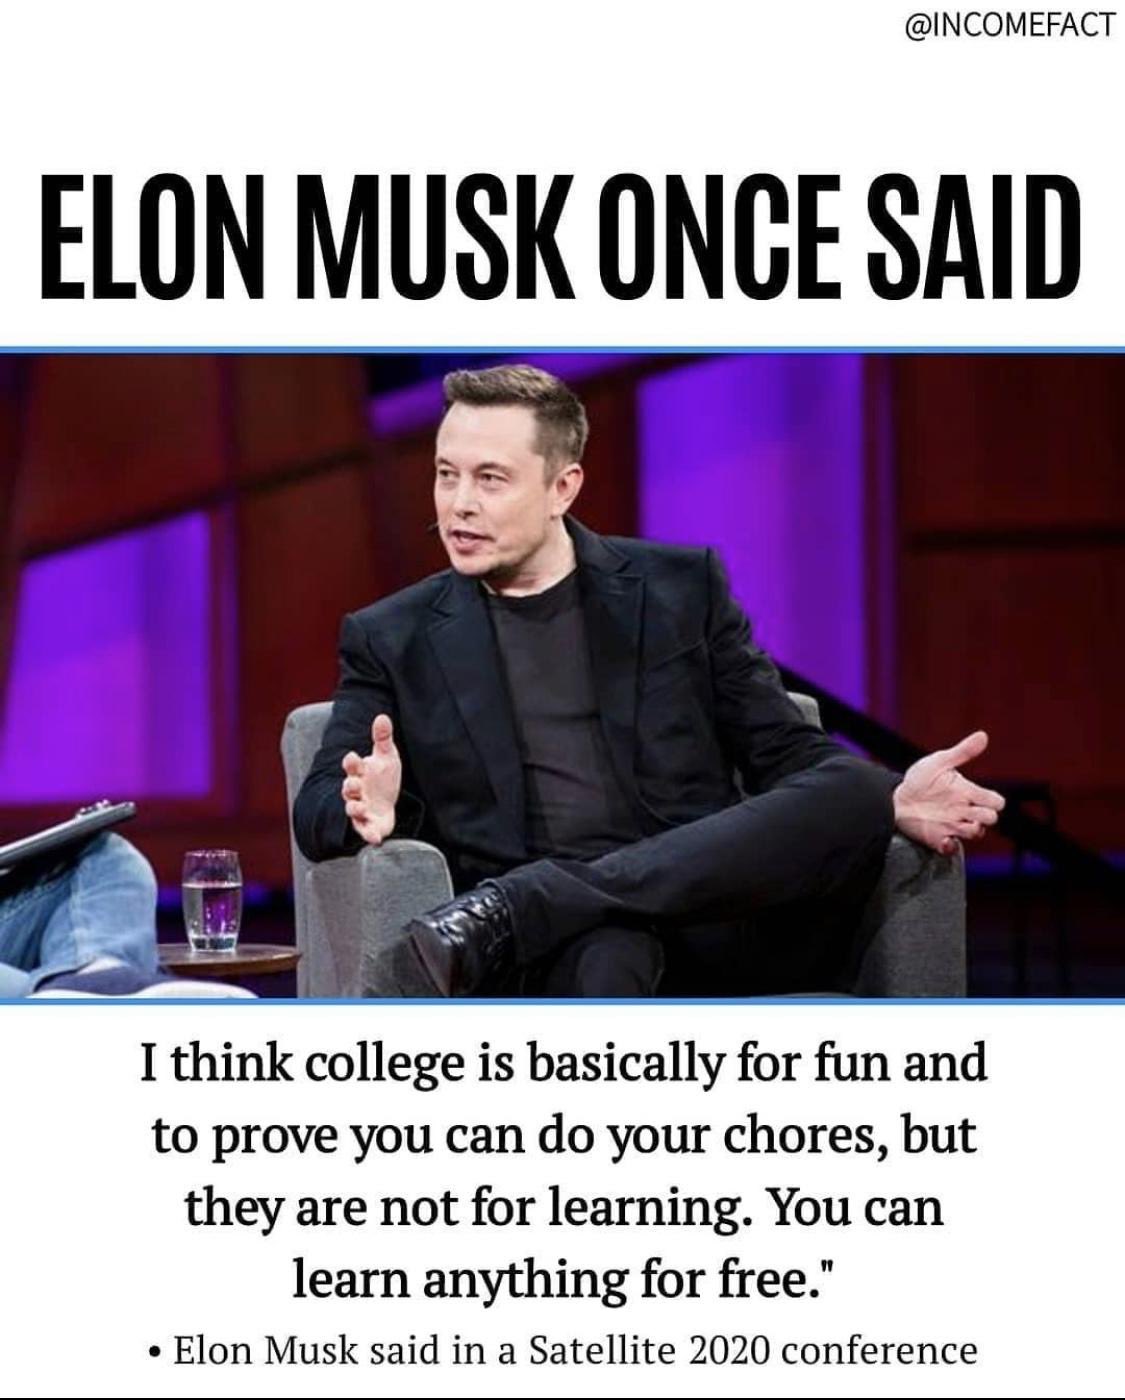 @INCOMEFACT
ELON MUSK ONCE SAID
I think college is basically for fun and
to prove you can do your chores, but
they are not for learning. You can
learn anything for free."
• Elon Musk said in a Satellite 2020 conference